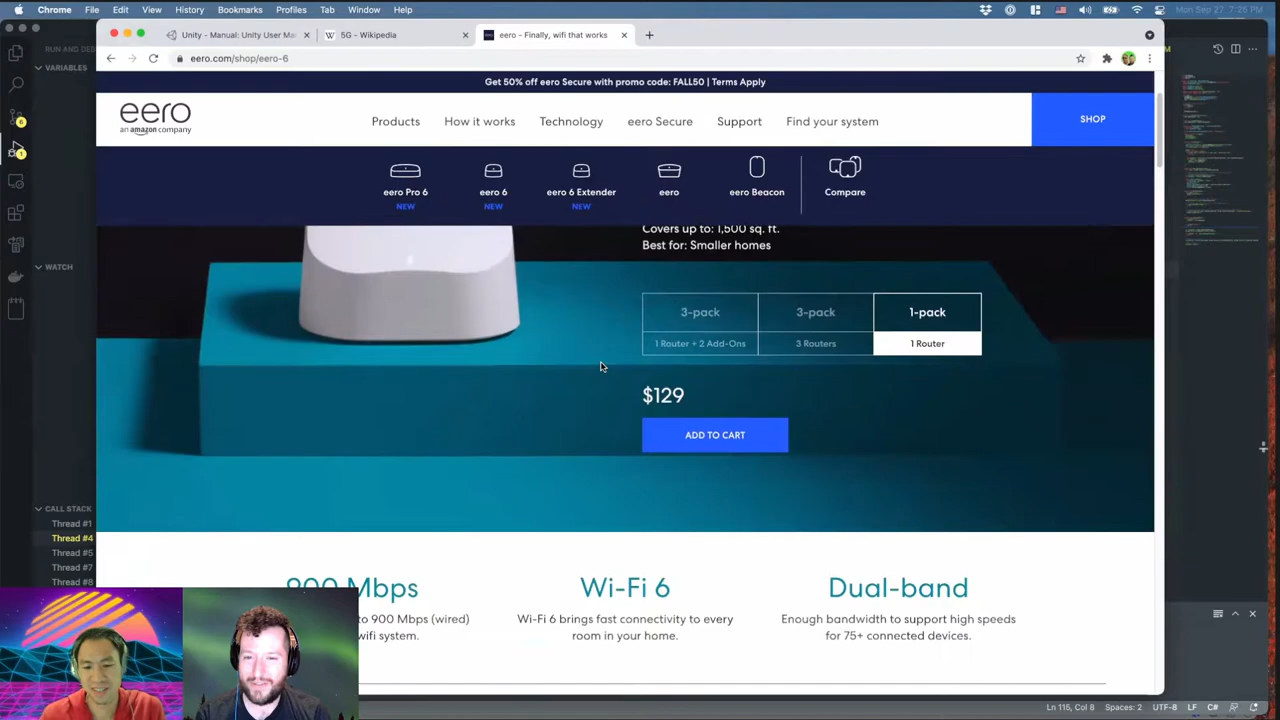 Chrome File Edit View History Bookmarks Profiles Tab Window Help
Mon Sep 27 7:25 PM
Unity - Manual: Unity User Ma
5G - Wikipedia
eero - Finally, wifi that works
eero.com/shop/eero-6
Get 50% off eero Secure with promo code: FALL50 | Terms Apply
eero
an amazon company
Products How it works Technology eero Secure Support Find your system
SHOP
eero Pro 6 eero 6 eero 6 Extender eero eero Beacon Compare
NEW NEW NEW
Covers up to: 1,500 sq. ft.
Best for: Smaller homes
3-pack 3-pack 1-pack
1 Router + 2 Add-Ons 3 Routers 1 Router
$129
ADD TO CART
900 Mbps Wi-Fi 6 Dual-band
to 900 Mbps (wired) Wi-Fi 6 brings fast connectivity to every Enough bandwidth to support high speeds
wifi system. room in your home. for 75+ connected devices.
RUN AND DE
VARIABLES
WATCH
CALL STACK
Thread #1
Thread #4
Thread #5
Thread #7
Thread #8
Ln 115, Col 8 Spaces: 2 UTF-8 LF C#